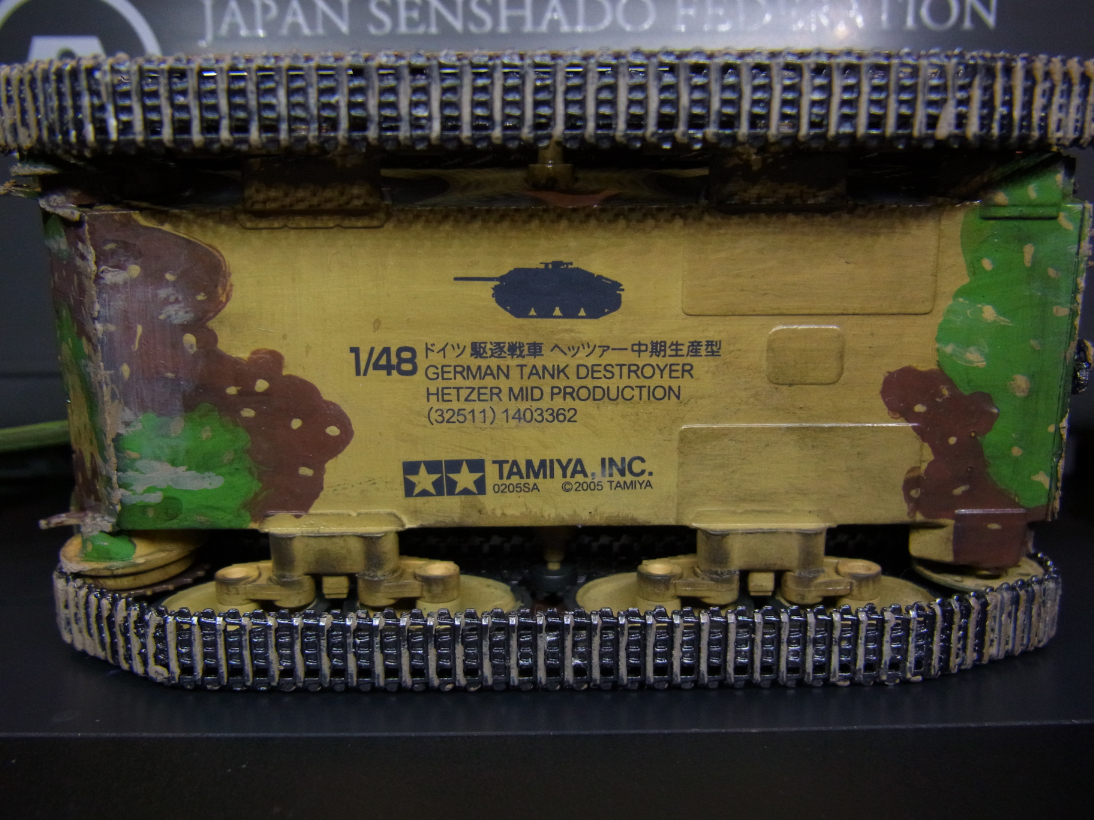 JAPAN SENSHADO FEDERATION
1/48 ドイツ 駆逐戦車 ヘッツァー中期生産型
GERMAN TANK DESTROYER
HETZER MID PRODUCTION
(32511) 1403362
TAMIYA, INC.
0205SA ©2005 TAMIYA